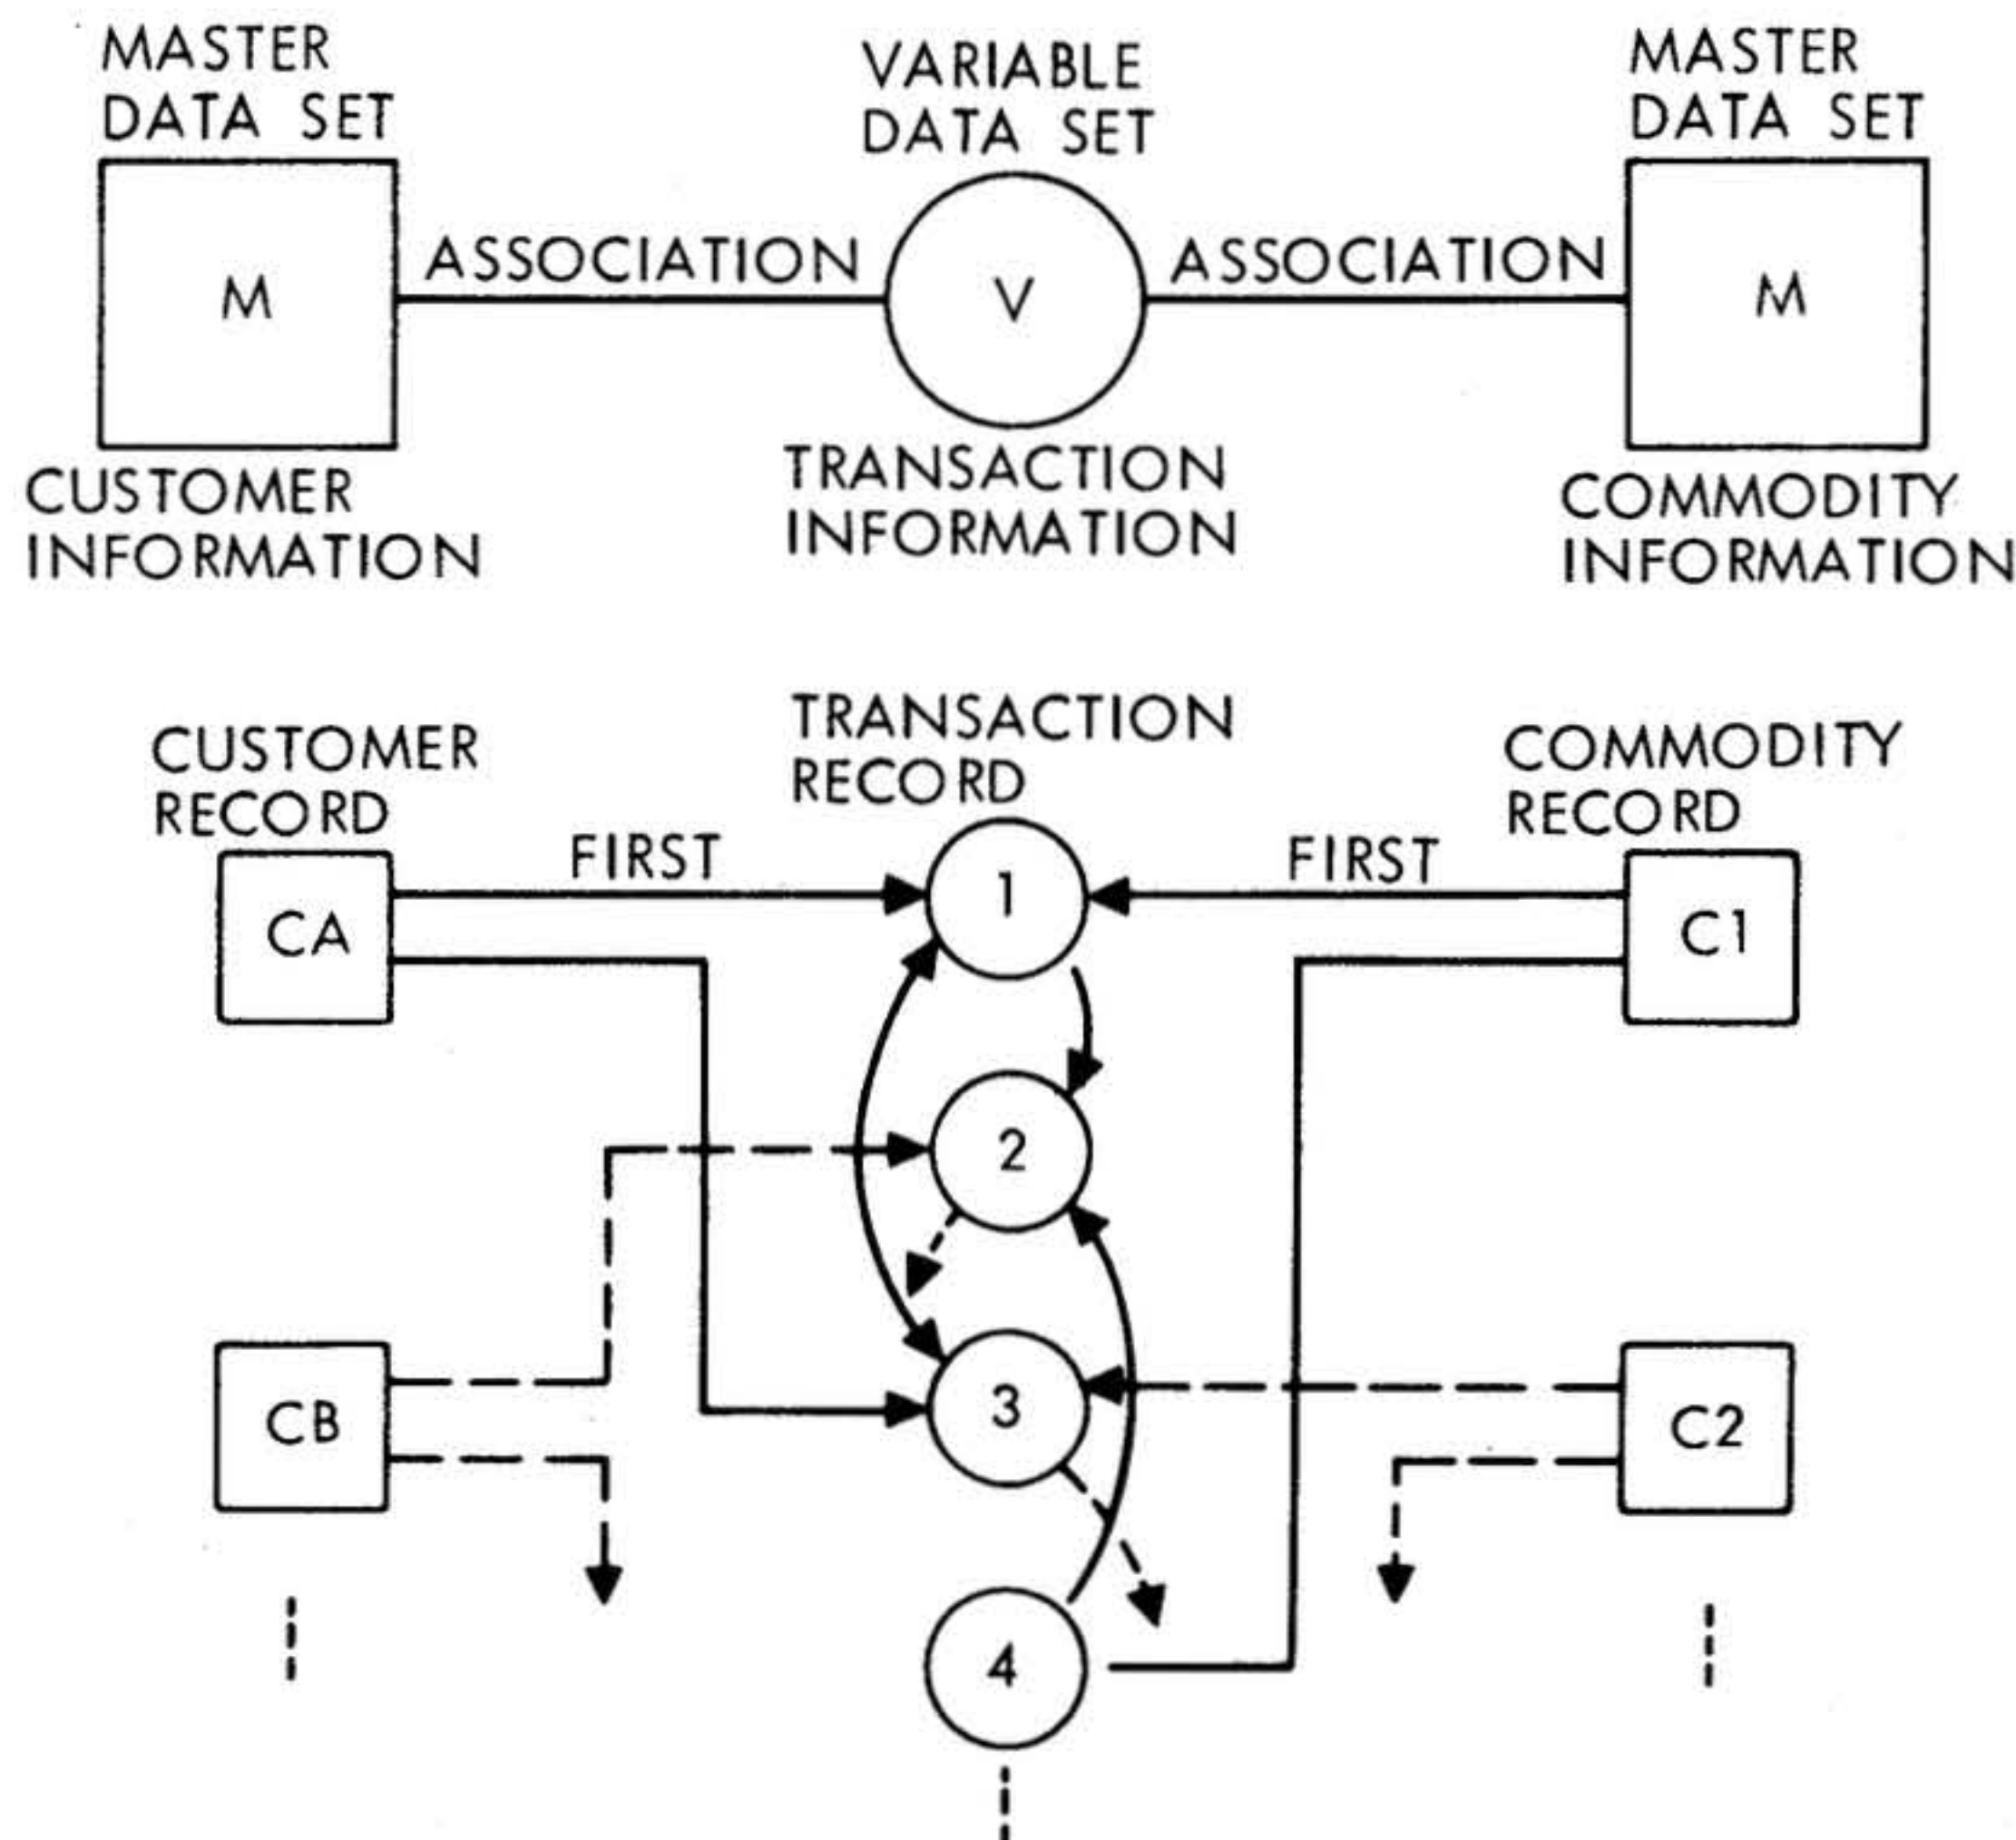 MASTER
DATA SET
VARIABLE
DATA SET
MASTER
DATA SET
M
ASSOCIATION
V
ASSOCIATION
M
CUSTOMER
INFORMATION
TRANSACTION
INFORMATION
COMMODITY
INFORMATION
CUSTOMER
RECORD
TRANSACTION
RECORD
COMMODITY
RECORD
CA
FIRST
1
FIRST
C1
2
CB
3
C2
4